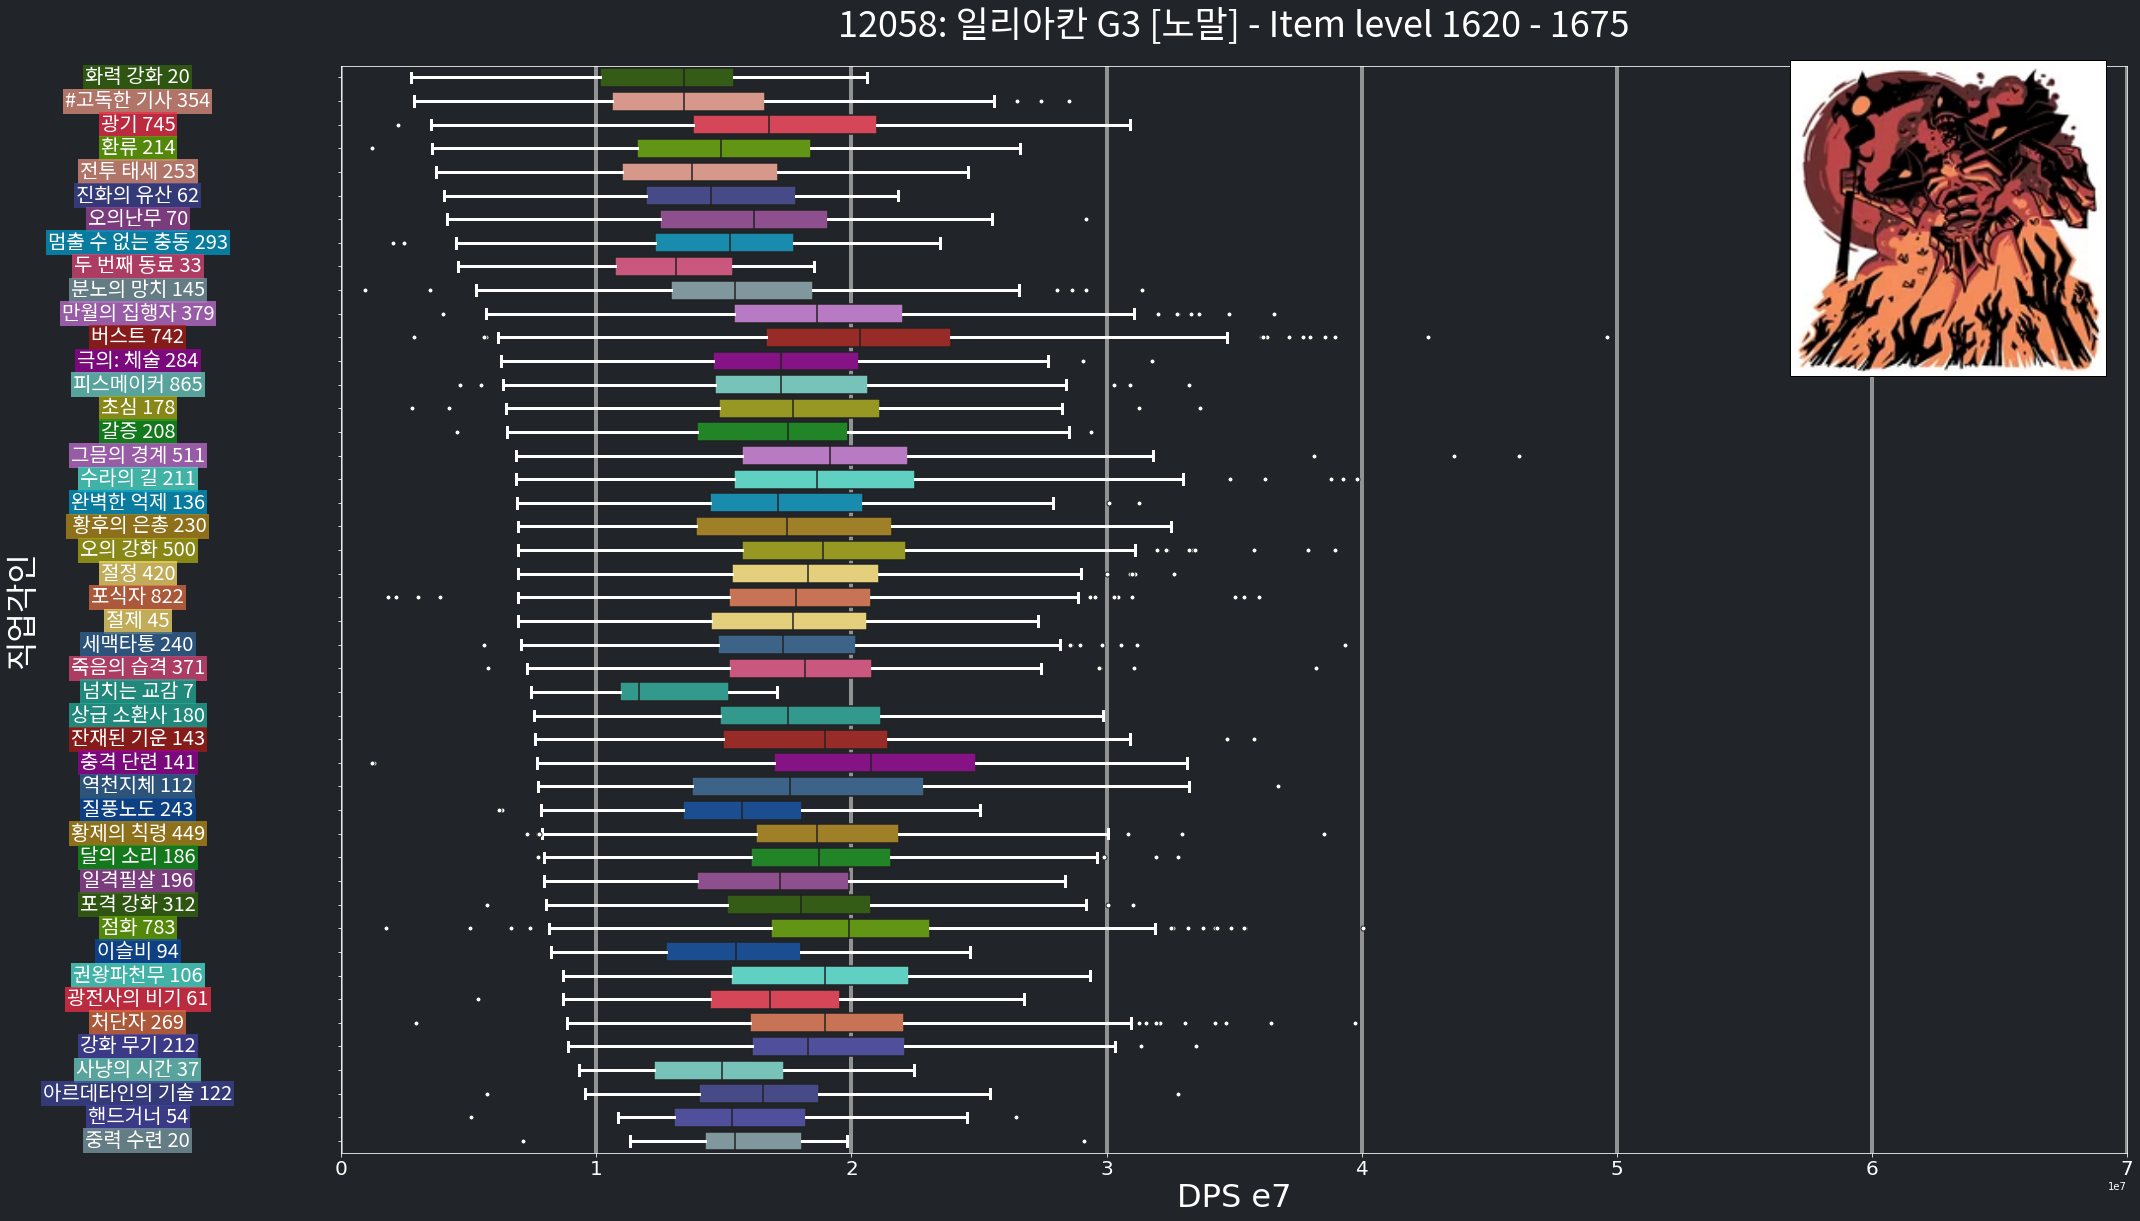 12058: 일리아칸 G3 [노말] - Item level 1620 - 1675
직업각인
화력 강화 20
#고독한 기사 354
광기 745
환류 214
전투 태세 253
진화의 유산 62
오의난무 70
멈출 수 없는 충동 293
두 번째 동료 33
분노의 망치 145
만월의 집행자 379
버스트 742
극의: 체술 284
피스메이커 865
초심 178
갈증 208
그믐의 경계 511
수라의 길 211
완벽한 억제 136
황후의 은총 230
오의 강화 500
절정 420
포식자 822
절제 45
세맥타통 240
죽음의 습격 371
넘치는 교감 7
상급 소환사 180
잔재된 기운 143
충격 단련 141
역천지체 112
질풍노도 243
황제의 칙령 449
달의 소리 186
일격필살 196
포격 강화 312
점화 783
이슬비 94
권왕파천무 106
광전사의 비기 61
처단자 269
강화 무기 212
사냥의 시간 37
아르데타인의 기술 122
핸드거너 54
중력 수련 20
0 1 2 3 4 5 6 7
DPS e7
1e7